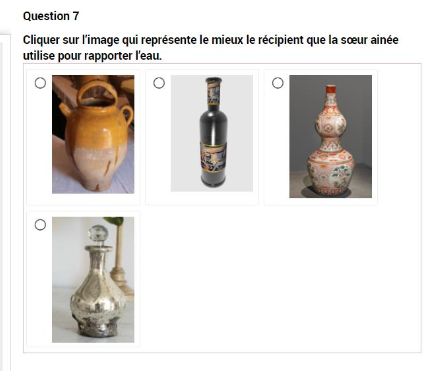 Question 7
Cliquer sur l'image qui représente le mieux le récipient que la sœur ainée
utilise pour rapporter l'eau.